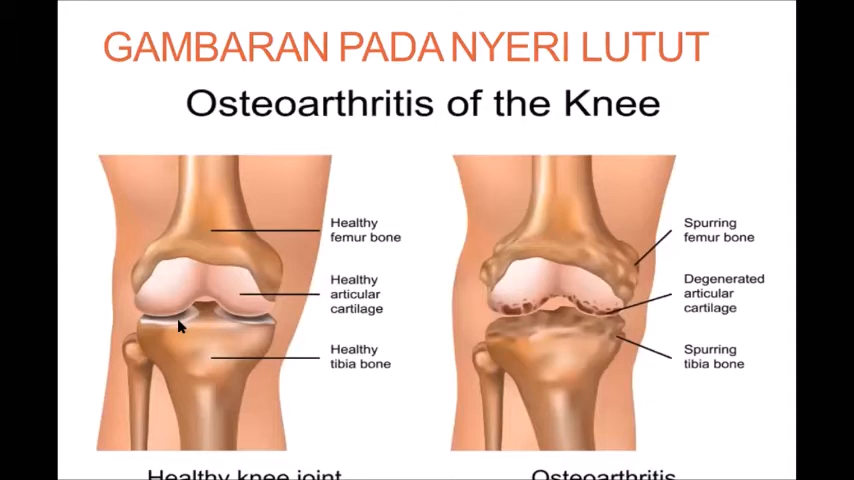 GAMBARAN PADA NYERI LUTUT
Osteoarthritis of the Knee
Healthy
femur bone
Healthy
articular
cartilage
Healthy
tibia bone
Healthy knee joint
Spurring
femur bone
Degenerated
articular
cartilage
Spurring
tibia bone
Osteoarthritis